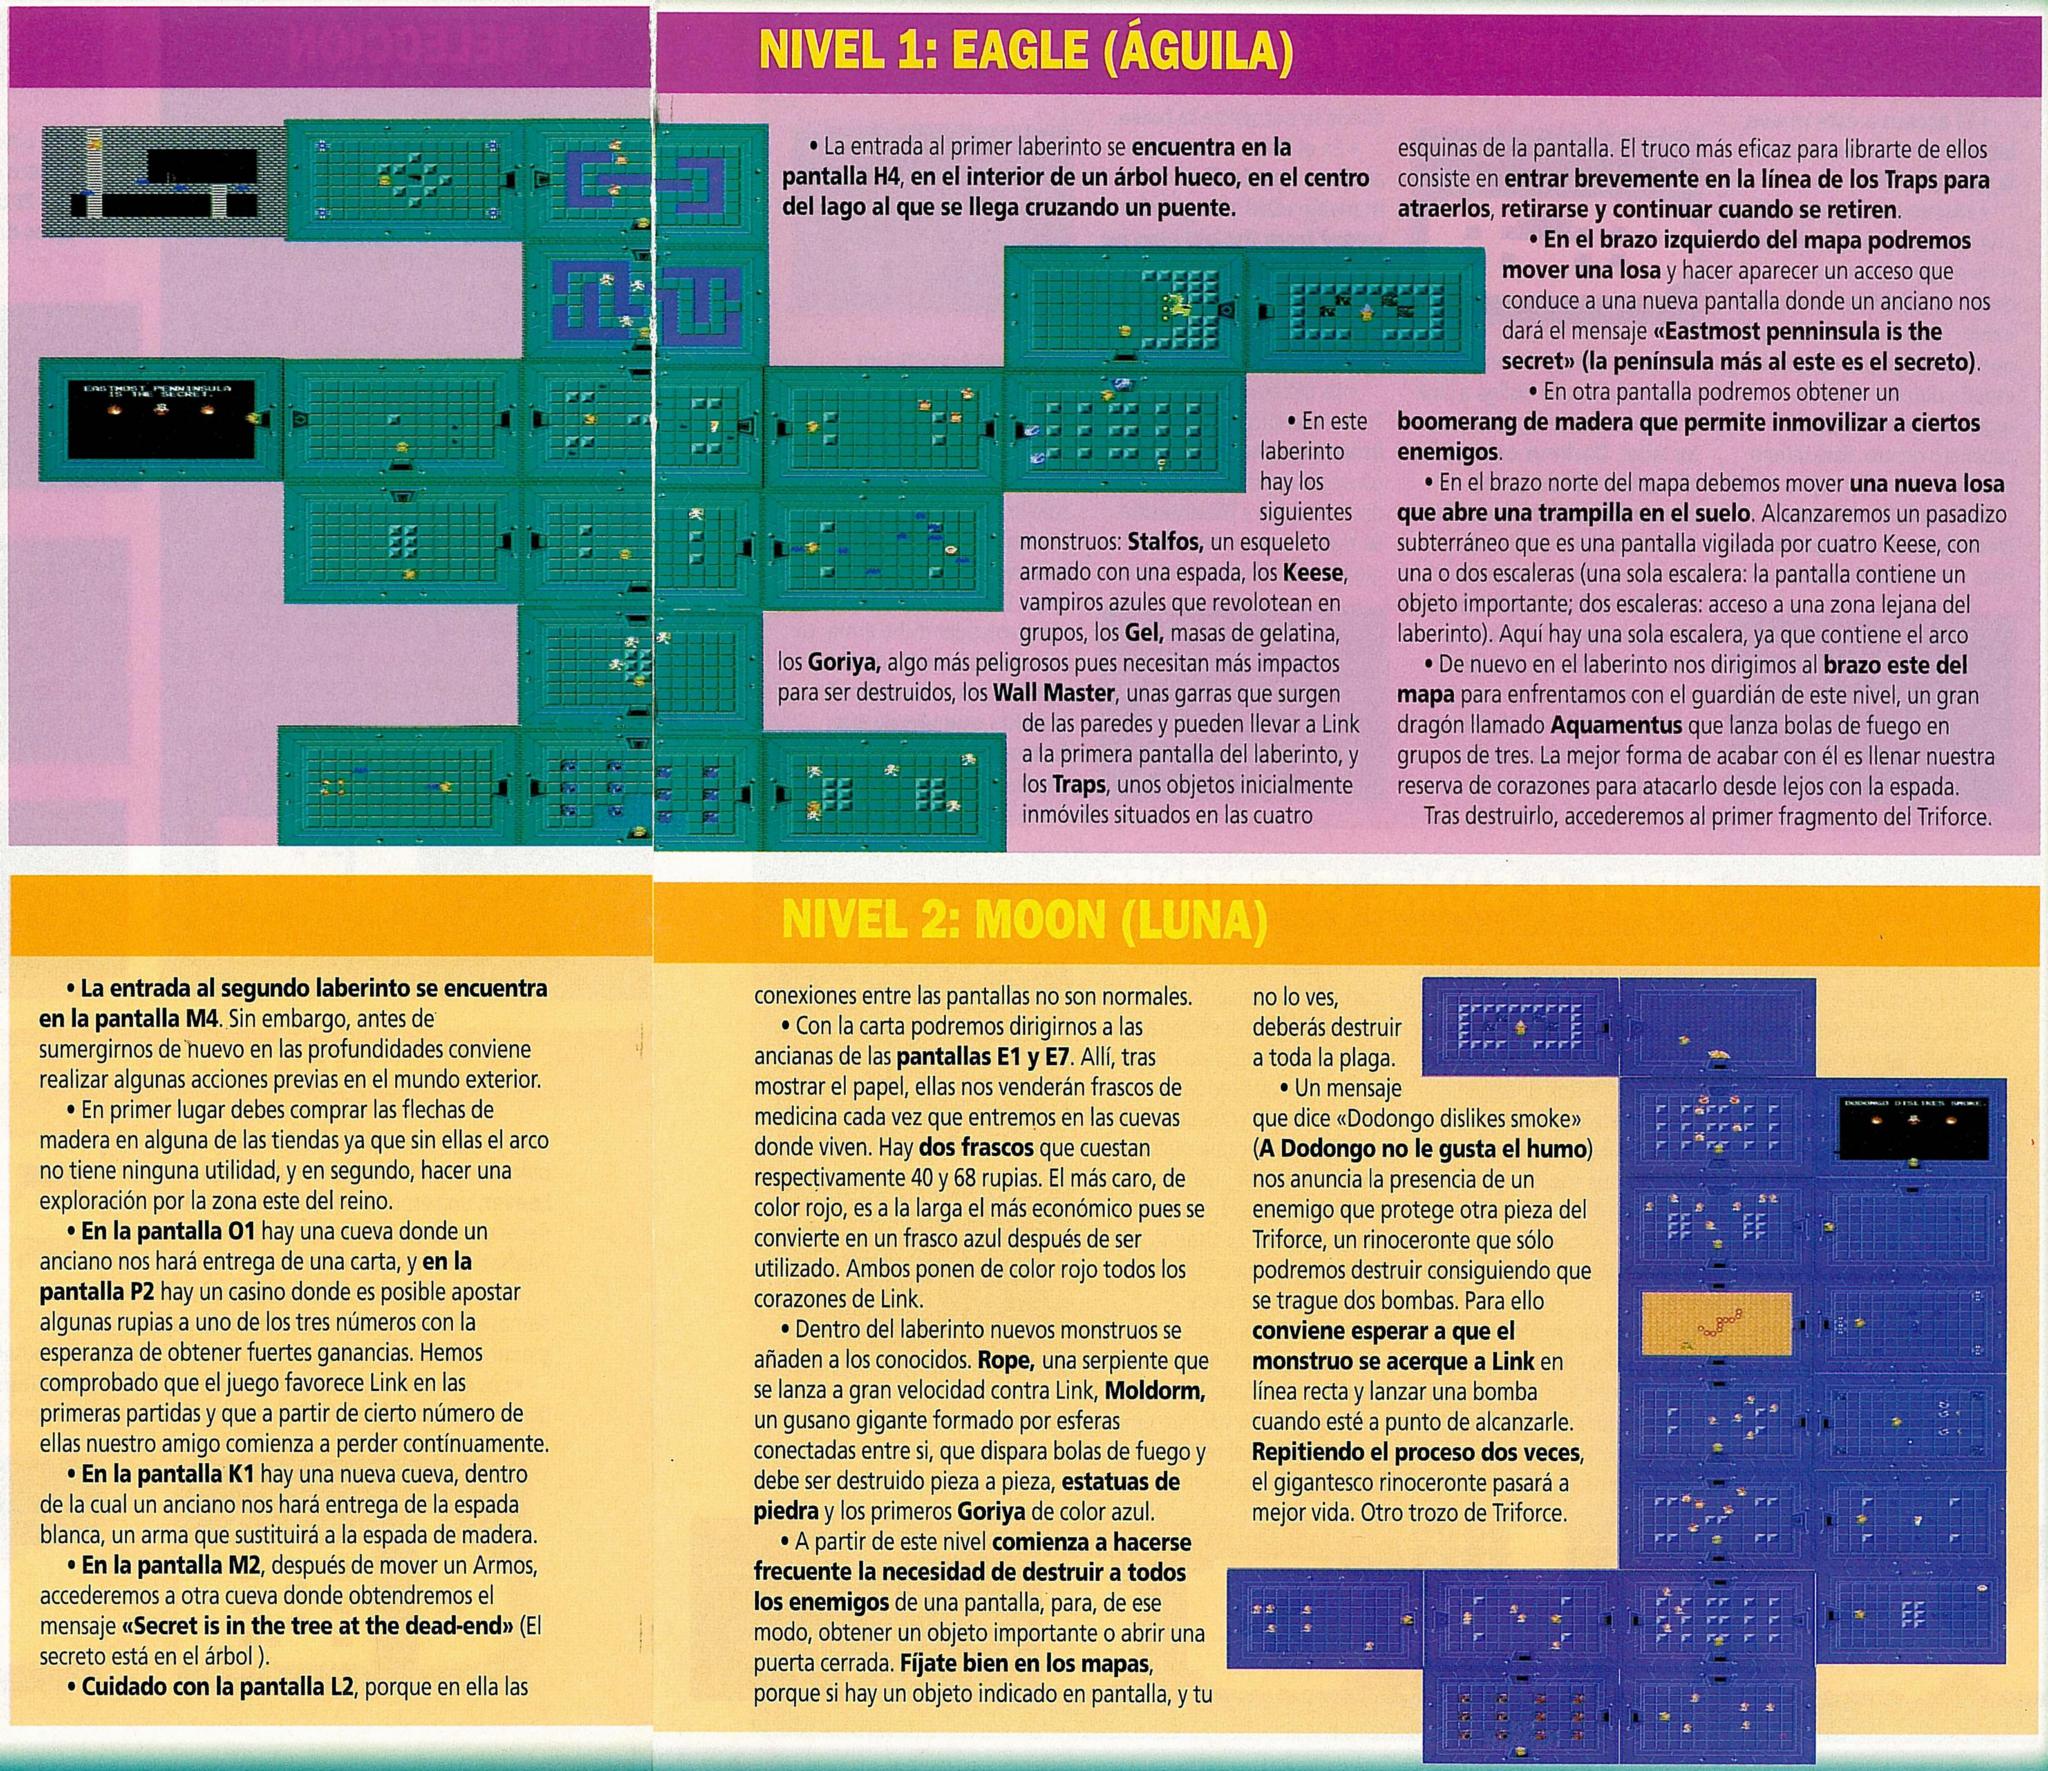 NIVEL 1: EAGLE (ÁGUILA)
• La entrada al primer laberinto se encuentra en la
pantalla H4, en el interior de un árbol hueco, en el centro
del lago al que se llega cruzando un puente.
• En este
laberinto
hay los
siguientes
monstruos: Stalfos, un esqueleto
armado con una espada, los Keese,
vampiros azules que revolotean en
grupos, los Gel, masas de gelatina,
los Goriya, algo más peligrosos pues necesitan más impactos
para ser destruidos, los Wall Master, unas garras que surgen
de las paredes y pueden llevar a Link
a la primera pantalla del laberinto, y
los Traps, unos objetos inicialmente
inmóviles situados en las cuatro
esquinas de la pantalla. El truco más eficaz para librarte de ellos
consiste en entrar brevemente en la línea de los Traps para
atraerlos, retirarse y continuar cuando se retiren.
• En el brazo izquierdo del mapa podremos
mover una losa y hacer aparecer un acceso que
conduce a una nueva pantalla donde un anciano nos
dará el mensaje «Eastmost penninsula is the
secret» (la península más al este es el secreto).
• En otra pantalla podremos obtener un
boomerang de madera que permite inmovilizar a ciertos
enemigos.
• En el brazo norte del mapa debemos mover una nueva losa
que abre una trampilla en el suelo. Alcanzaremos un pasadizo
subterráneo que es una pantalla vigilada por cuatro Keese, con
una o dos escaleras (una sola escalera: la pantalla contiene un
objeto importante; dos escaleras: acceso a una zona lejana del
laberinto). Aquí hay una sola escalera, ya que contiene el arco
• De nuevo en el laberinto nos dirigimos al brazo este del
mapa para enfrentarnos con el guardián de este nivel, un gran
dragón llamado Aquamentus que lanza bolas de fuego en
grupos de tres. La mejor forma de acabar con él es llenar nuestra
reserva de corazones para atacarlo desde lejos con la espada.
Tras destruirlo, accederemos al primer fragmento del Triforce.
EASTMOST PENNINSULA
IS THE SECRET.
NIVEL 2: MOON (LUNA)
• La entrada al segundo laberinto se encuentra
en la pantalla M4. Sin embargo, antes de
sumergirnos de nuevo en las profundidades conviene
realizar algunas acciones previas en el mundo exterior.
• En primer lugar debes comprar las flechas de
madera en alguna de las tiendas ya que sin ellas el arco
no tiene ninguna utilidad, y en segundo, hacer una
exploración por la zona este del reino.
• En la pantalla O1 hay una cueva donde un
anciano nos hará entrega de una carta, y en la
pantalla P2 hay un casino donde es posible apostar
algunas rupias a uno de los tres números con la
esperanza de obtener fuertes ganancias. Hemos
comprobado que el juego favorece Link en las
primeras partidas y que a partir de cierto número de
ellas nuestro amigo comienza a perder contínuamente.
• En la pantalla K1 hay una nueva cueva, dentro
de la cual un anciano nos hará entrega de la espada
blanca, un arma que sustituirá a la espada de madera.
• En la pantalla M2, después de mover un Armos,
accederemos a otra cueva donde obtendremos el
mensaje «Secret is in the tree at the dead-end» (El
secreto está en el árbol ).
• Cuidado con la pantalla L2, porque en ella las
conexiones entre las pantallas no son normales.
• Con la carta podremos dirigirnos a las
ancianas de las pantallas E1 y E7. Allí, tras
mostrar el papel, ellas nos venderán frascos de
medicina cada vez que entremos en las cuevas
donde viven. Hay dos frascos que cuestan
respectivamente 40 y 68 rupias. El más caro, de
color rojo, es a la larga el más económico pues se
convierte en un frasco azul después de ser
utilizado. Ambos ponen de color rojo todos los
corazones de Link.
• Dentro del laberinto nuevos monstruos se
añaden a los conocidos. Rope, una serpiente que
se lanza a gran velocidad contra Link, Moldorm,
un gusano gigante formado por esferas
conectadas entre si, que dispara bolas de fuego y
debe ser destruido pieza a pieza, estatuas de
piedra y los primeros Goriya de color azul.
• A partir de este nivel comienza a hacerse
frecuente la necesidad de destruir a todos
los enemigos de una pantalla, para, de ese
modo, obtener un objeto importante o abrir una
puerta cerrada. Fíjate bien en los mapas,
porque si hay un objeto indicado en pantalla, y tu
no lo ves,
deberás destruir
a toda la plaga.
• Un mensaje
que dice «Dodongo dislikes smoke»
(A Dodongo no le gusta el humo)
nos anuncia la presencia de un
enemigo que protege otra pieza del
Triforce, un rinoceronte que sólo
podremos destruir consiguiendo que
se trague dos bombas. Para ello
conviene esperar a que el
monstruo se acerque a Link en
línea recta y lanzar una bomba
cuando esté a punto de alcanzarle.
Repitiendo el proceso dos veces,
el gigantesco rinoceronte pasará a
mejor vida. Otro trozo de Triforce.
DODONGO DISLIKES SMOKE.